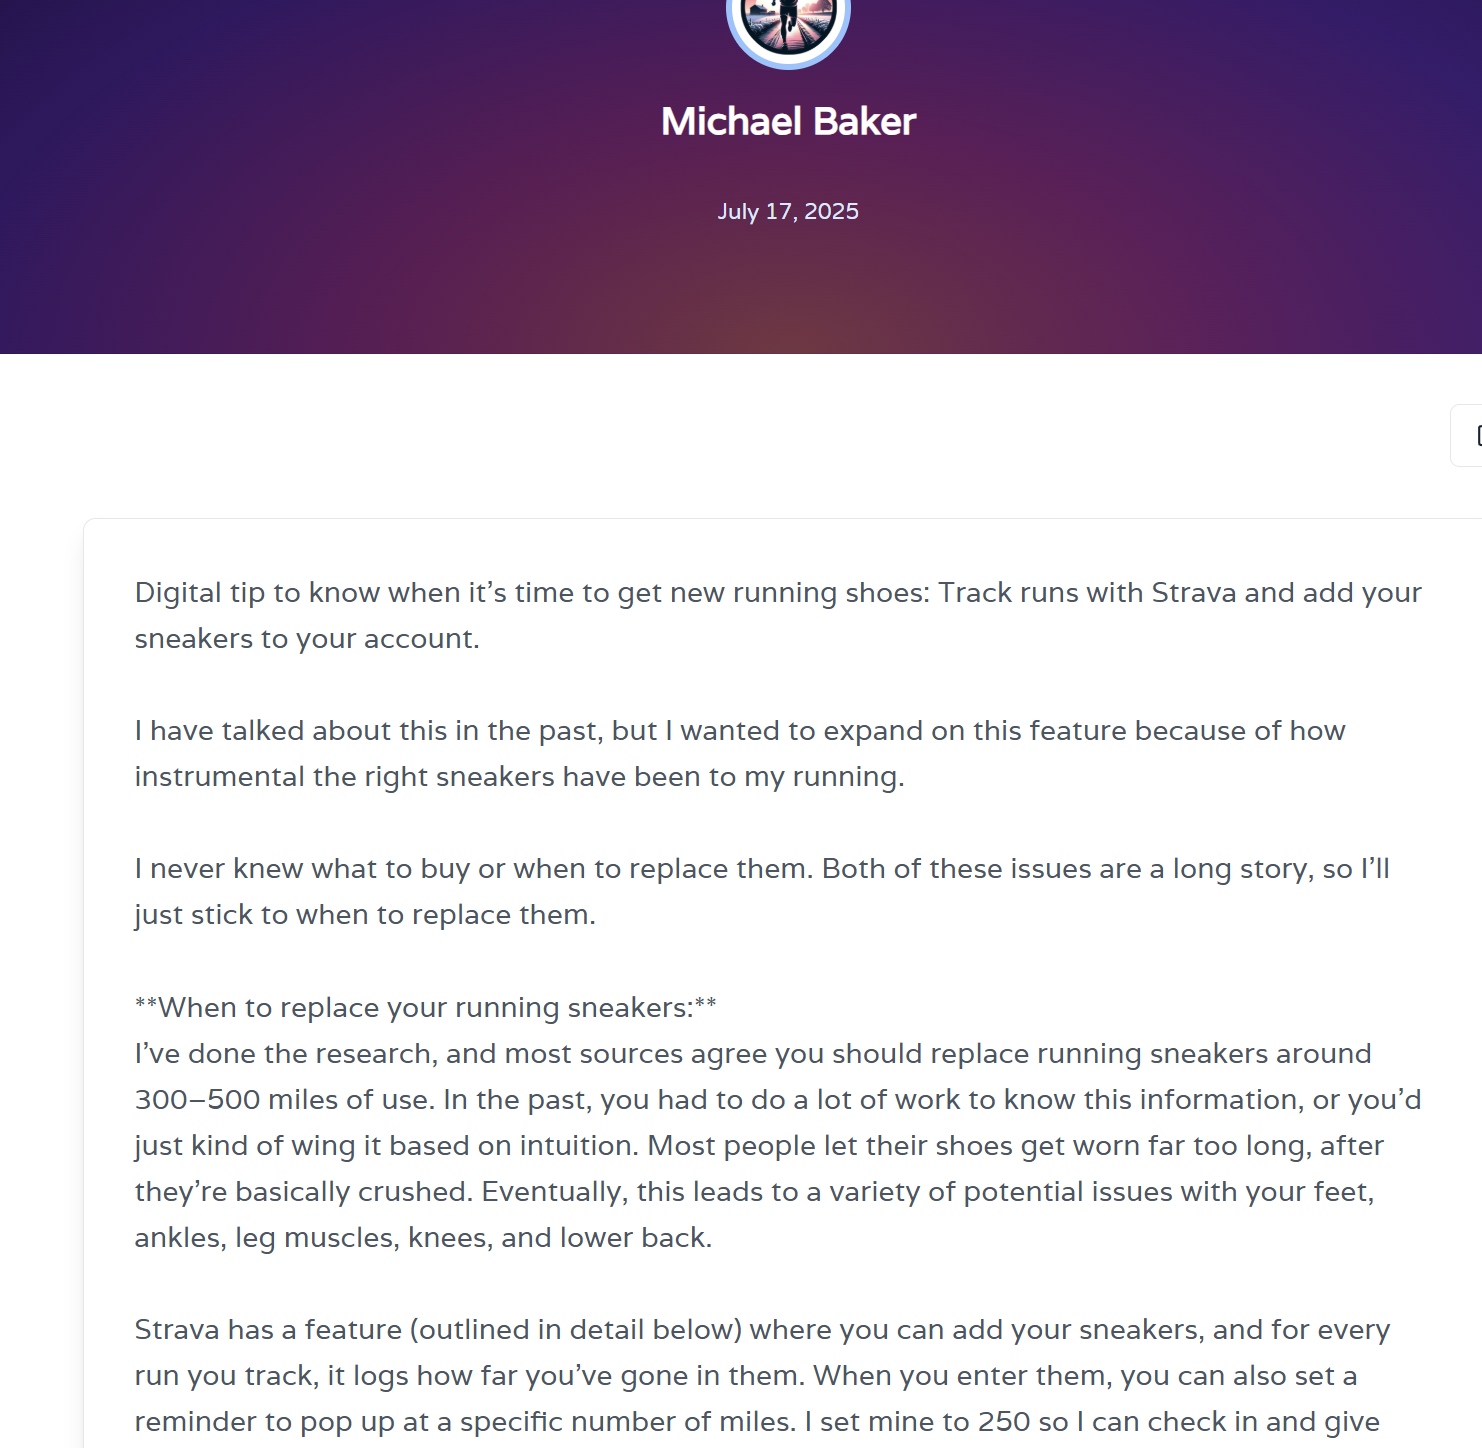 Michael Baker
July 17, 2025
Digital tip to know when it’s time to get new running shoes: Track runs with Strava and add your
sneakers to your account.
I have talked about this in the past, but I wanted to expand on this feature because of how
instrumental the right sneakers have been to my running.
I never knew what to buy or when to replace them. Both of these issues are a long story, so I’ll
just stick to when to replace them.
**When to replace your running sneakers:**
I’ve done the research, and most sources agree you should replace running sneakers around
300–500 miles of use. In the past, you had to do a lot of work to know this information, or you’d
just kind of wing it based on intuition. Most people let their shoes get worn far too long, after
they’re basically crushed. Eventually, this leads to a variety of potential issues with your feet,
ankles, leg muscles, knees, and lower back.
Strava has a feature (outlined in detail below) where you can add your sneakers, and for every
run you track, it logs how far you’ve gone in them. When you enter them, you can also set a
reminder to pop up at a specific number of miles. I set mine to 250 so I can check in and give